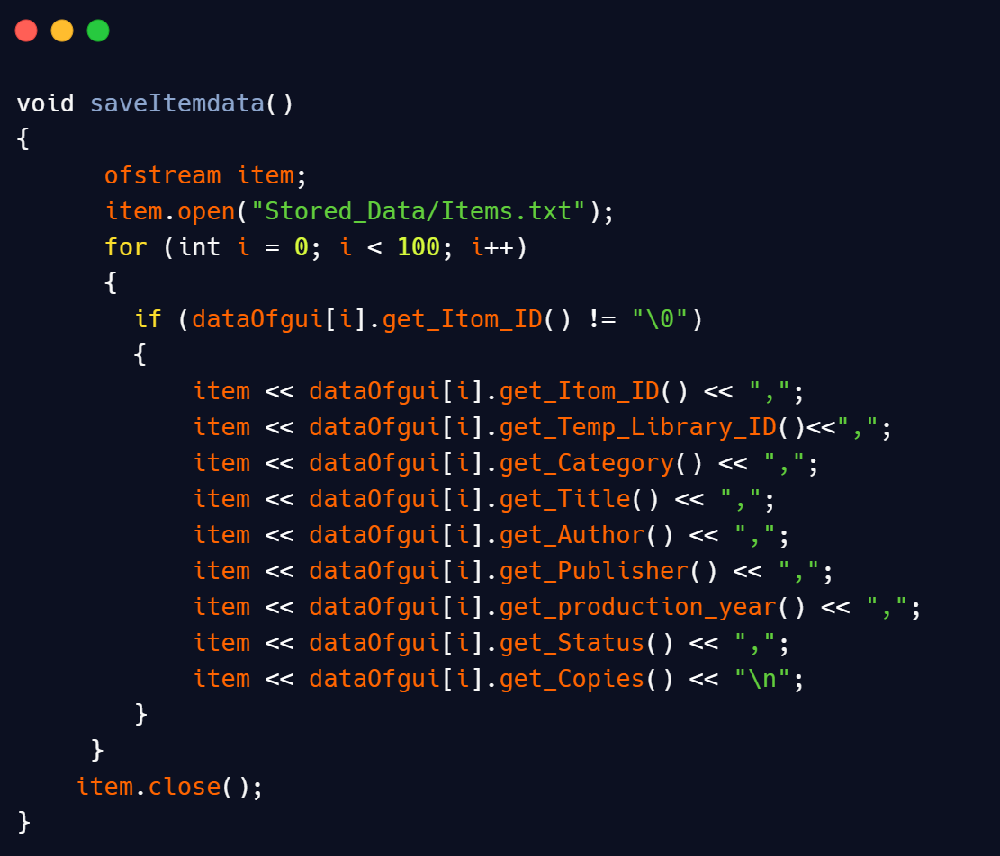 void saveItemdata()
{
      ofstream item;
      item.open("Stored_Data/Items.txt");
      for (int i = 0; i < 100; i++)
      {
        if (dataOfgui[i].get_Itom_ID() != "\0")
        {
            item << dataOfgui[i].get_Itom_ID() << ",";
            item << dataOfgui[i].get_Temp_Library_ID()<<",";
            item << dataOfgui[i].get_Category() << ",";
            item << dataOfgui[i].get_Title() << ",";
            item << dataOfgui[i].get_Author() << ",";
            item << dataOfgui[i].get_Publisher() << ",";
            item << dataOfgui[i].get_production_year() << ",";
            item << dataOfgui[i].get_Status() << ",";
            item << dataOfgui[i].get_Copies() << "\n";
        }
     }
    item.close();
}